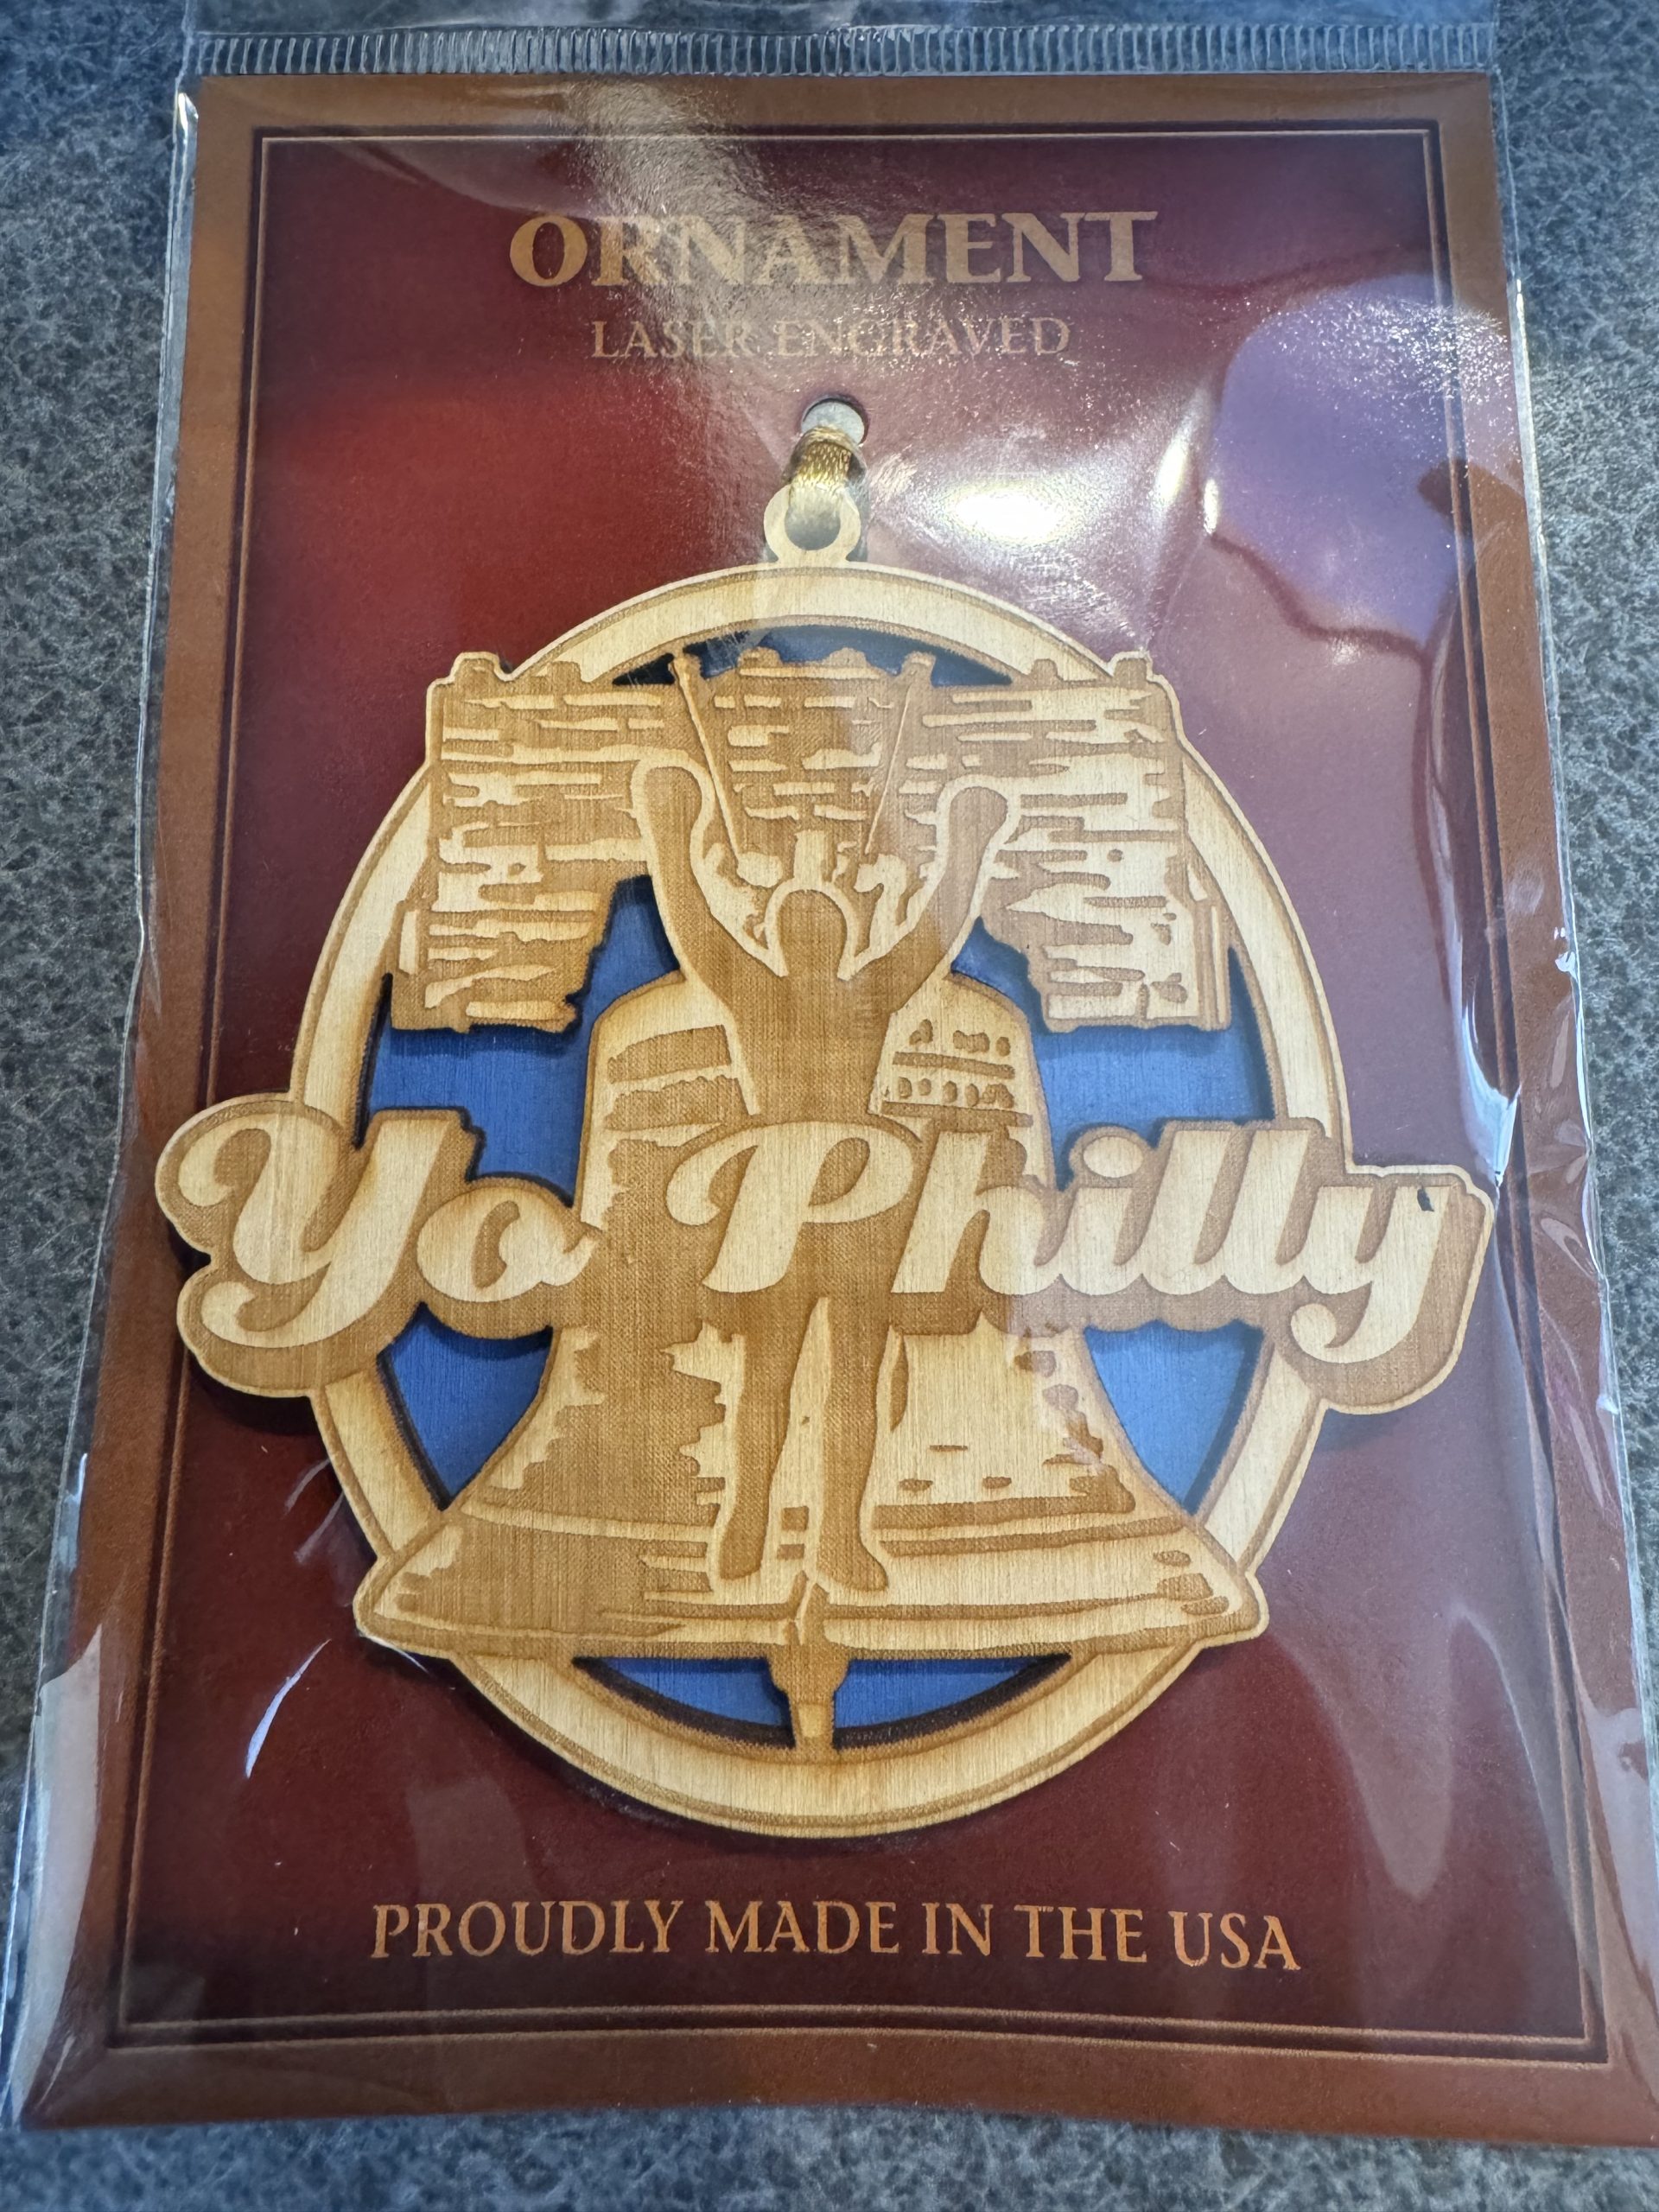 ORNAMENT
LASER ENGRAVED
Yo Philly
PROUDLY MADE IN THE USA